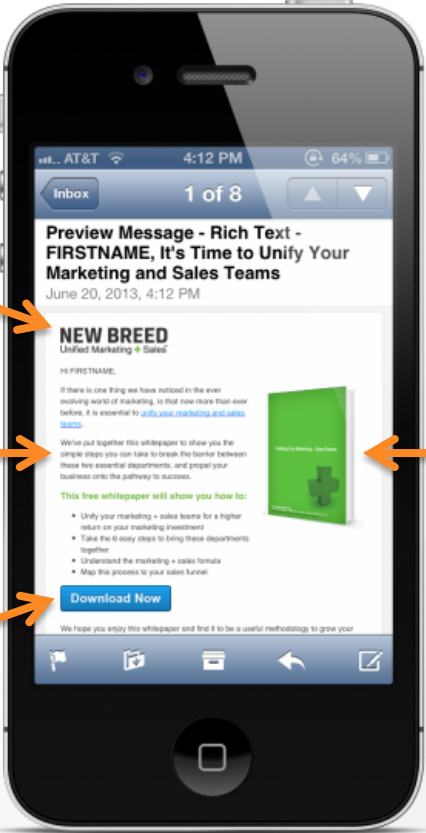 AT&T 4:12 PM 64%
Inbox 1 of 8
Preview Message - Rich Text -
FIRSTNAME, It's Time to Unify Your
Marketing and Sales Teams
June 20, 2013, 4:12 PM
NEW BREED
Unified Marketing + Sales
Hi FIRSTNAME,
If there is one thing we have noticed in the ever
evolving world of marketing, is that now more than ever
before, it is essential to unify your marketing and sales
teams.
We've put together this whitepaper to show you the
simple steps you can take to break the barrier between
these two essential departments, and propel your
business onto the pathway to success.
This free whitepaper will show you how to:
• Unify your marketing + sales teams for a higher
return on your marketing investment
• Take the 6 easy steps to bring these departments
together
• Understand the marketing + sales formula
• Map this process to your sales funnel
Download Now
We hope you enjoy this whitepaper and find it to be a useful methodology to grow your